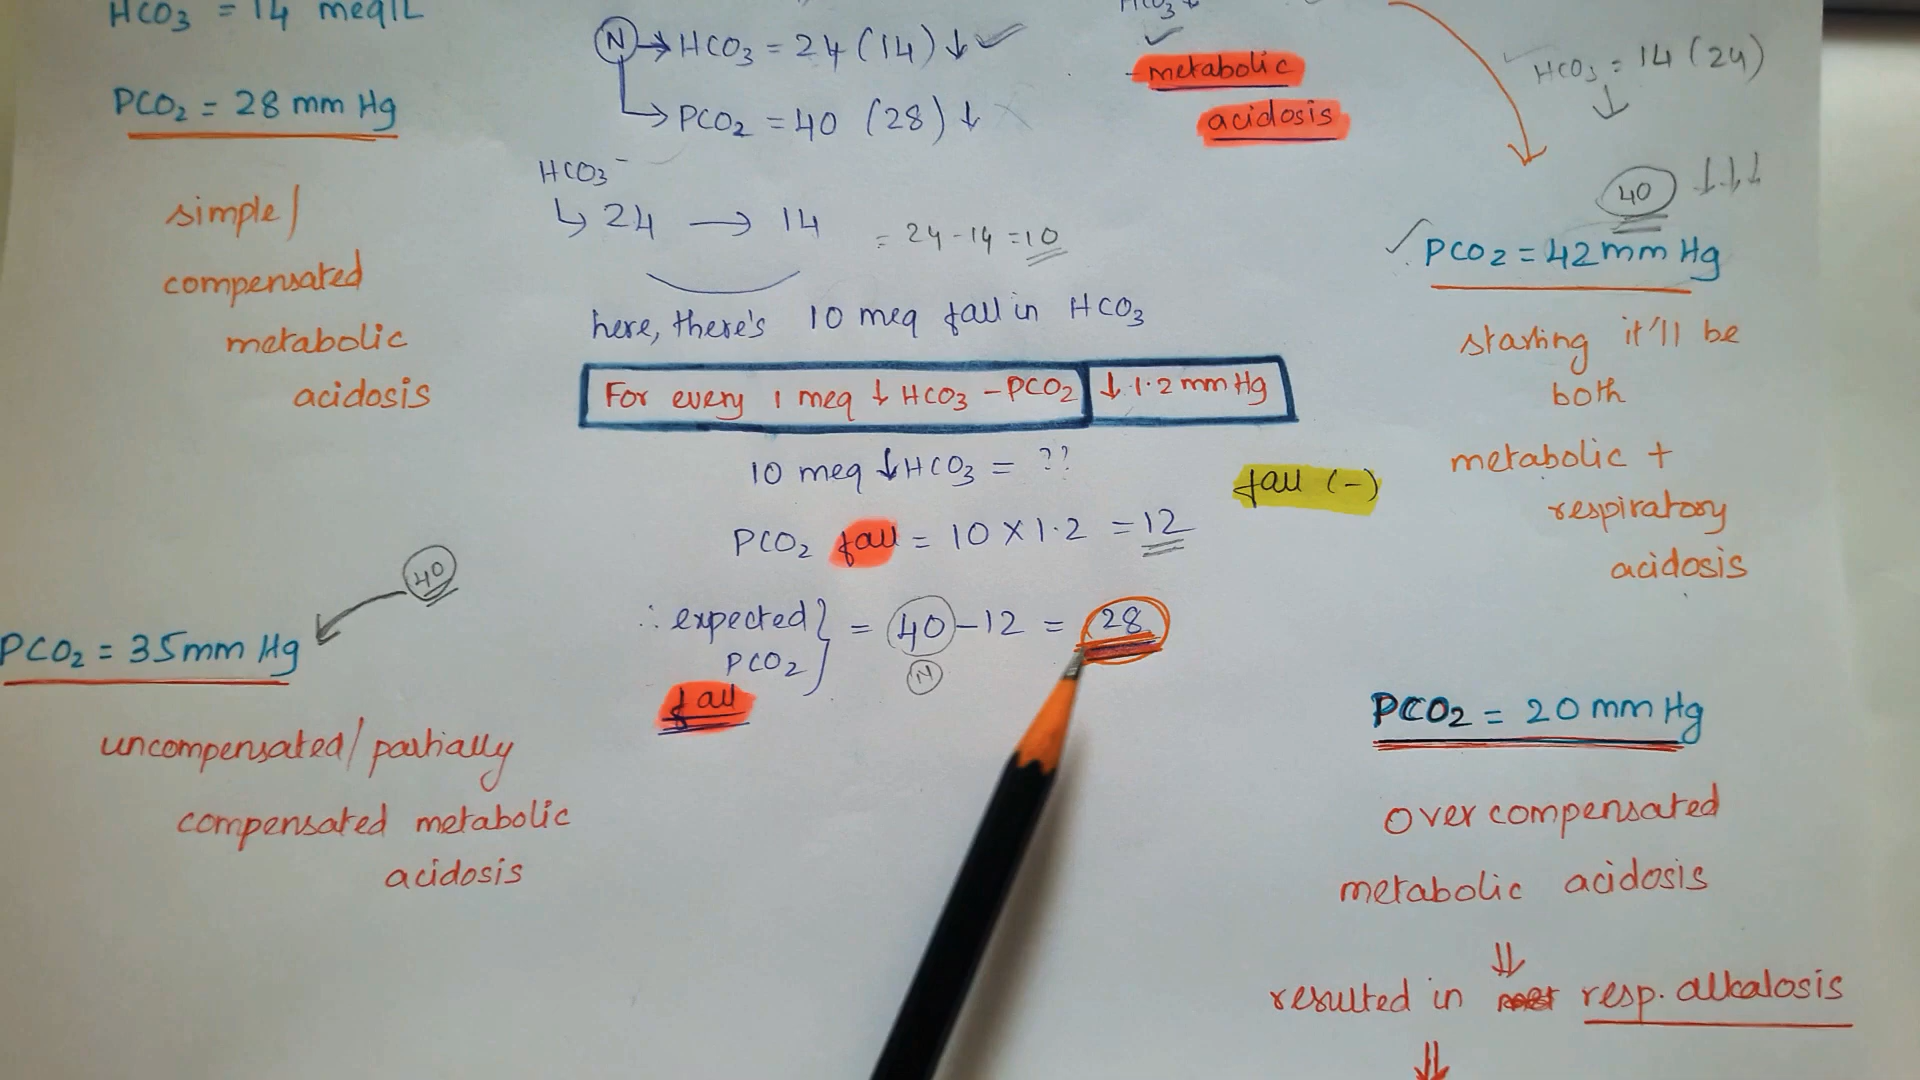 HCO3 = 14 meq/L
PCO2 = 28 mm Hg
simple/
compensated
metabolic
acidosis
N → HCO3 = 24 (14) ↓ ✓
→ PCO2 = 40 (28) ↓
HCO3⁻
↳ 24 → 14 = 24-14 = 10
here, there's 10 meq fall in HCO3
For every 1 meq ↓ HCO3 - PCO2 ↓ 1.2 mm Hg
10 meq ↓ HCO3 = ??
fall (-)
PCO2 fall = 10 X 1.2 = 12
∴ expected PCO2 } = 40 - 12 = 28
N
fall
HCO3 ↓
✓
- metabolic
acidosis
✓ HCO3 = 14 (24)
↓
40 ↓↓↓
✓ PCO2 = 42 mm Hg
starting it'll be
both
metabolic +
respiratory
acidosis
40
PCO2 = 35 mm Hg
uncompensated/partially
compensated metabolic
acidosis
PCO2 = 20 mm Hg
over compensated
metabolic acidosis
⇓
resulted in resp. alkalosis
⇓